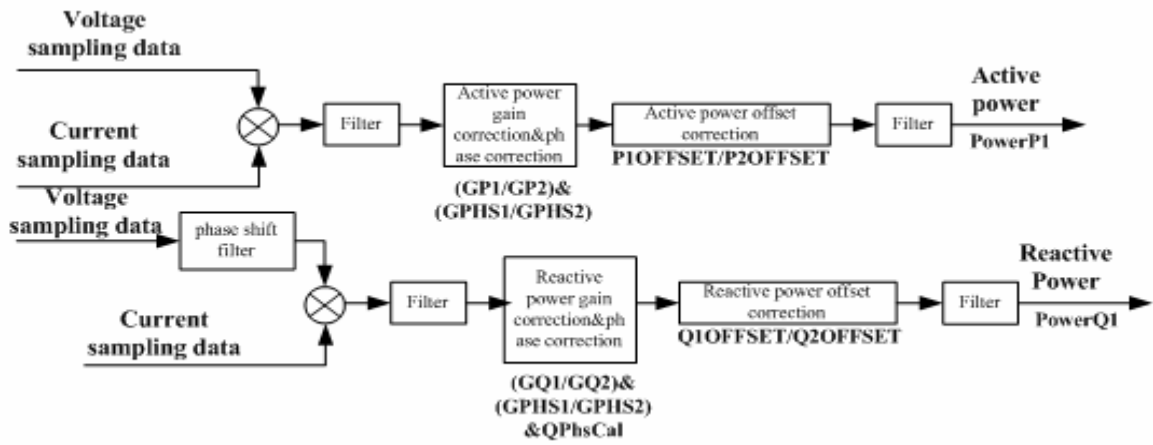 Voltage
sampling data
Current
sampling data
Filter
Active power
gain
correction&ph
ase correction
(GP1/GP2)&
(GPHS1/GPHS2)
Active power offset
correction
P1OFFSET/P2OFFSET
Filter
Active
power
PowerP1
Voltage
sampling data
phase shift
filter
Current
sampling data
Filter
Reactive
power gain
correction&ph
ase correction
(GQ1/GQ2)&
(GPHS1/GPHS2)
&QPhsCal
Reactive power offset
correction
Q1OFFSET/Q2OFFSET
Filter
Reactive
Power
PowerQ1